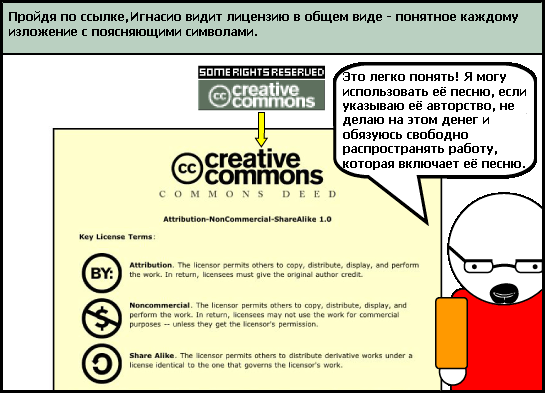 Пройдя по ссылке,Игнасио видит лицензию в общем виде - понятное каждому
изложение с поясняющими символами.
SOME RIGHTS RESERVED
cc creative
commons
Это легко понять! Я могу
использовать её песню, если
указываю её авторство, не
делаю на этом денег и
обязуюсь свободно
распространять работу,
которая включает её песню.
cc creative
commons
COMMONS DEED
Attribution-NonCommercial-ShareAlike 1.0
Key License Terms:
BY:
Attribution. The licensor permits others to copy, distribute, display, and perform
the work. In return, licensees must give the original author credit.
$
Noncommercial. The licensor permits others to copy, distribute, display, and
perform the work. In return, licensees may not use the work for commercial
purposes -- unless they get the licensor's permission.
Share Alike. The licensor permits others to distribute derivative works under a
license identical to the one that governs the licensor's work.